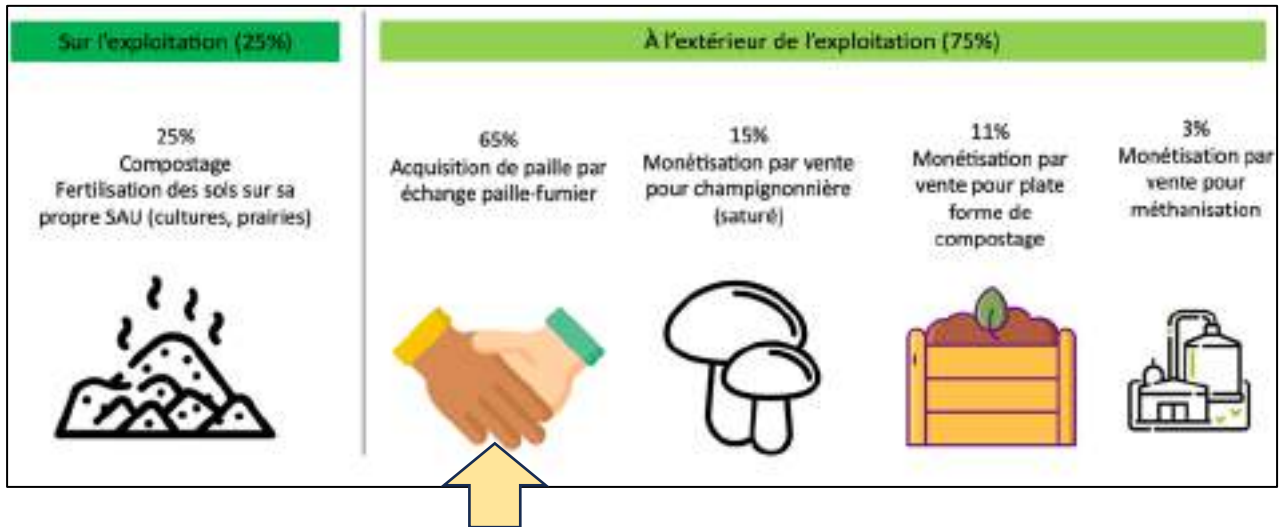 Sur l'exploitation (25%)
À l'extérieur de l'exploitation (75%)
25%
Compostage
Fertilisation des sols sur sa
propre SAU (cultures, prairies)
65%
Acquisition de paille par
échange paille-fumier
15%
Monétisation par vente
pour champignonnière
(saturé)
11%
Monétisation par
vente pour plate
forme de
compostage
3%
Monétisation par
vente pour
méthanisation